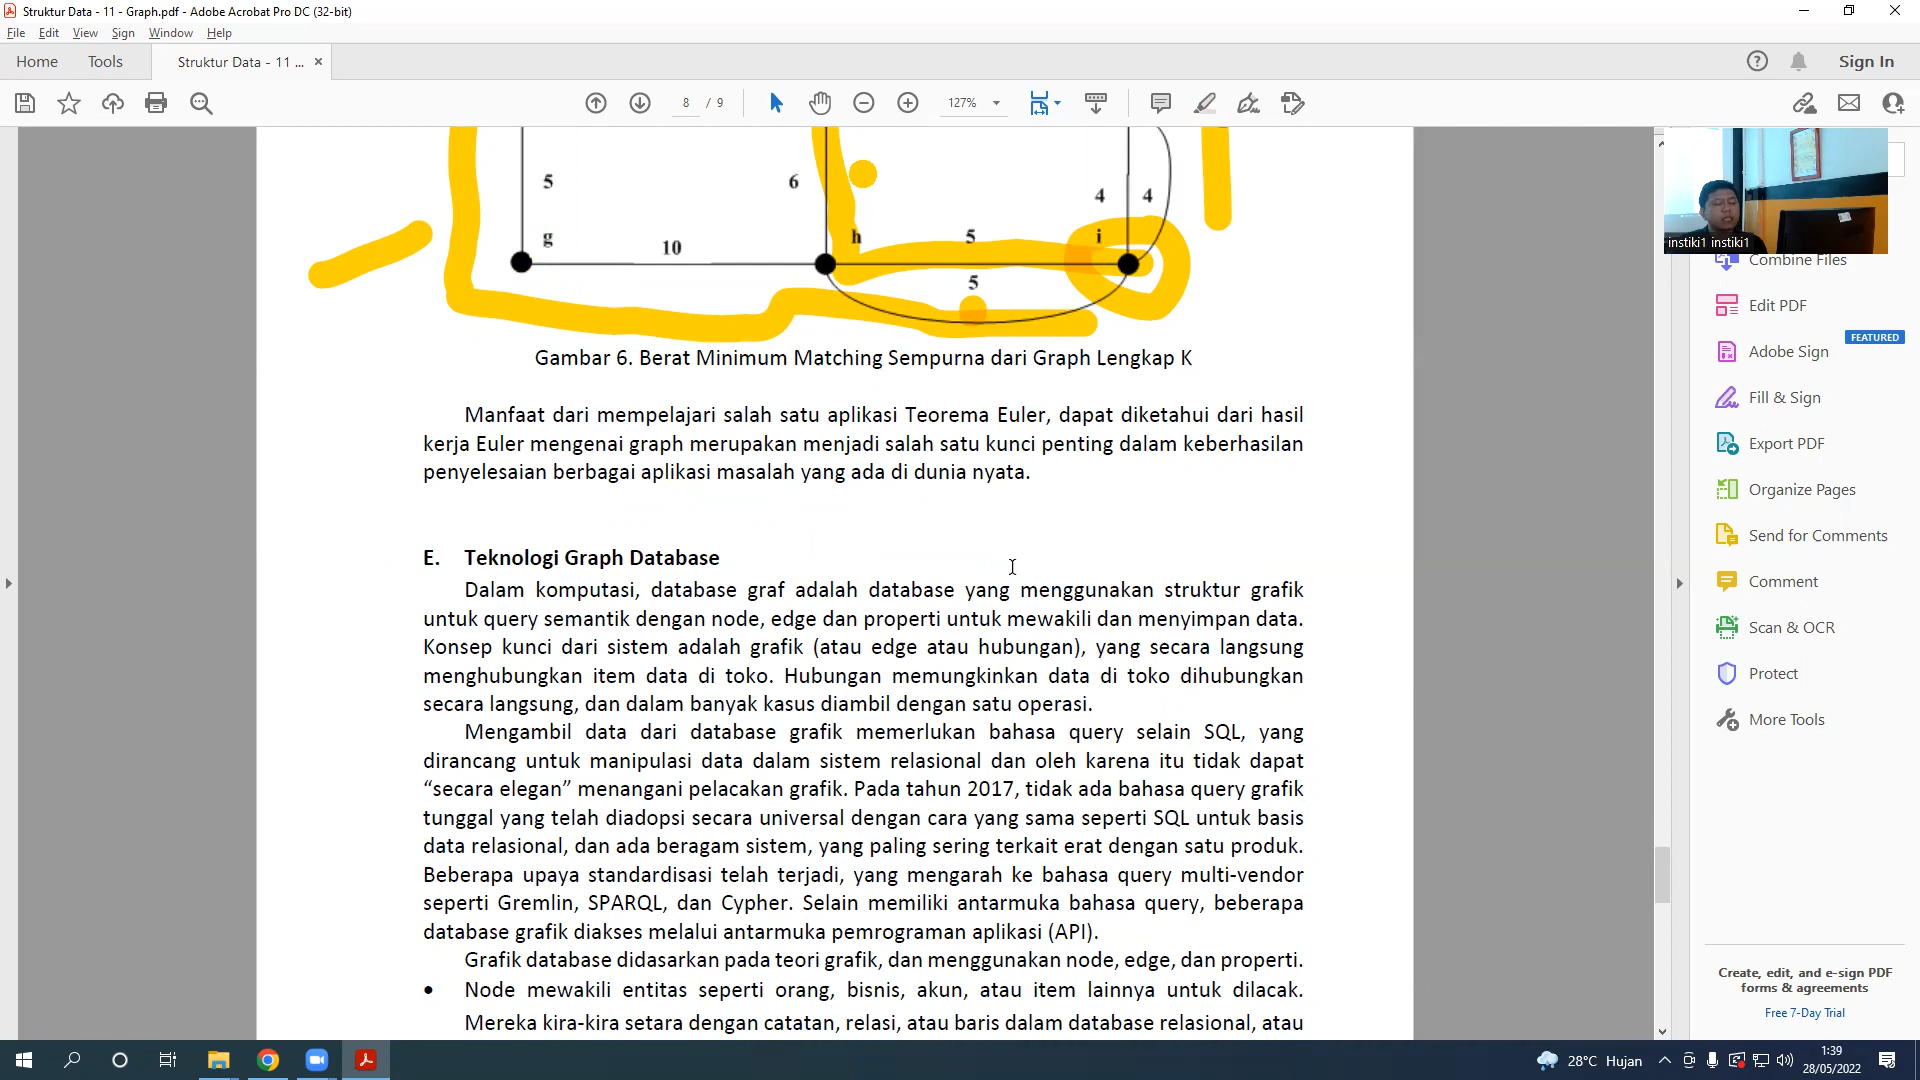 Struktur Data - 11 - Graph.pdf - Adobe Acrobat Pro DC (32-bit)
File Edit View Sign Window Help
Home Tools Struktur Data - 11 ... × Sign In
8 / 9 127%
5 6 4 4
g 10 h 5 i
5
Gambar 6. Berat Minimum Matching Sempurna dari Graph Lengkap K
Manfaat dari mempelajari salah satu aplikasi Teorema Euler, dapat diketahui dari hasil
kerja Euler mengenai graph merupakan menjadi salah satu kunci penting dalam keberhasilan
penyelesaian berbagai aplikasi masalah yang ada di dunia nyata.
E. Teknologi Graph Database
Dalam komputasi, database graf adalah database yang menggunakan struktur grafik
untuk query semantik dengan node, edge dan properti untuk mewakili dan menyimpan data.
Konsep kunci dari sistem adalah grafik (atau edge atau hubungan), yang secara langsung
menghubungkan item data di toko. Hubungan memungkinkan data di toko dihubungkan
secara langsung, dan dalam banyak kasus diambil dengan satu operasi.
Mengambil data dari database grafik memerlukan bahasa query selain SQL, yang
dirancang untuk manipulasi data dalam sistem relasional dan oleh karena itu tidak dapat
“secara elegan” menangani pelacakan grafik. Pada tahun 2017, tidak ada bahasa query grafik
tunggal yang telah diadopsi secara universal dengan cara yang sama seperti SQL untuk basis
data relasional, dan ada beragam sistem, yang paling sering terkait erat dengan satu produk.
Beberapa upaya standardisasi telah terjadi, yang mengarah ke bahasa query multi-vendor
seperti Gremlin, SPARQL, dan Cypher. Selain memiliki antarmuka bahasa query, beberapa
database grafik diakses melalui antarmuka pemrograman aplikasi (API).
Grafik database didasarkan pada teori grafik, dan menggunakan node, edge, dan properti.
• Node mewakili entitas seperti orang, bisnis, akun, atau item lainnya untuk dilacak.
Mereka kira-kira setara dengan catatan, relasi, atau baris dalam database relasional, atau
instiki1 instiki1
Combine Files
Edit PDF
FEATURED
Adobe Sign
Fill & Sign
Export PDF
Organize Pages
Send for Comments
Comment
Scan & OCR
Protect
More Tools
Create, edit, and e-sign PDF
forms & agreements
Free 7-Day Trial
28°C Hujan
1:39
28/05/2022